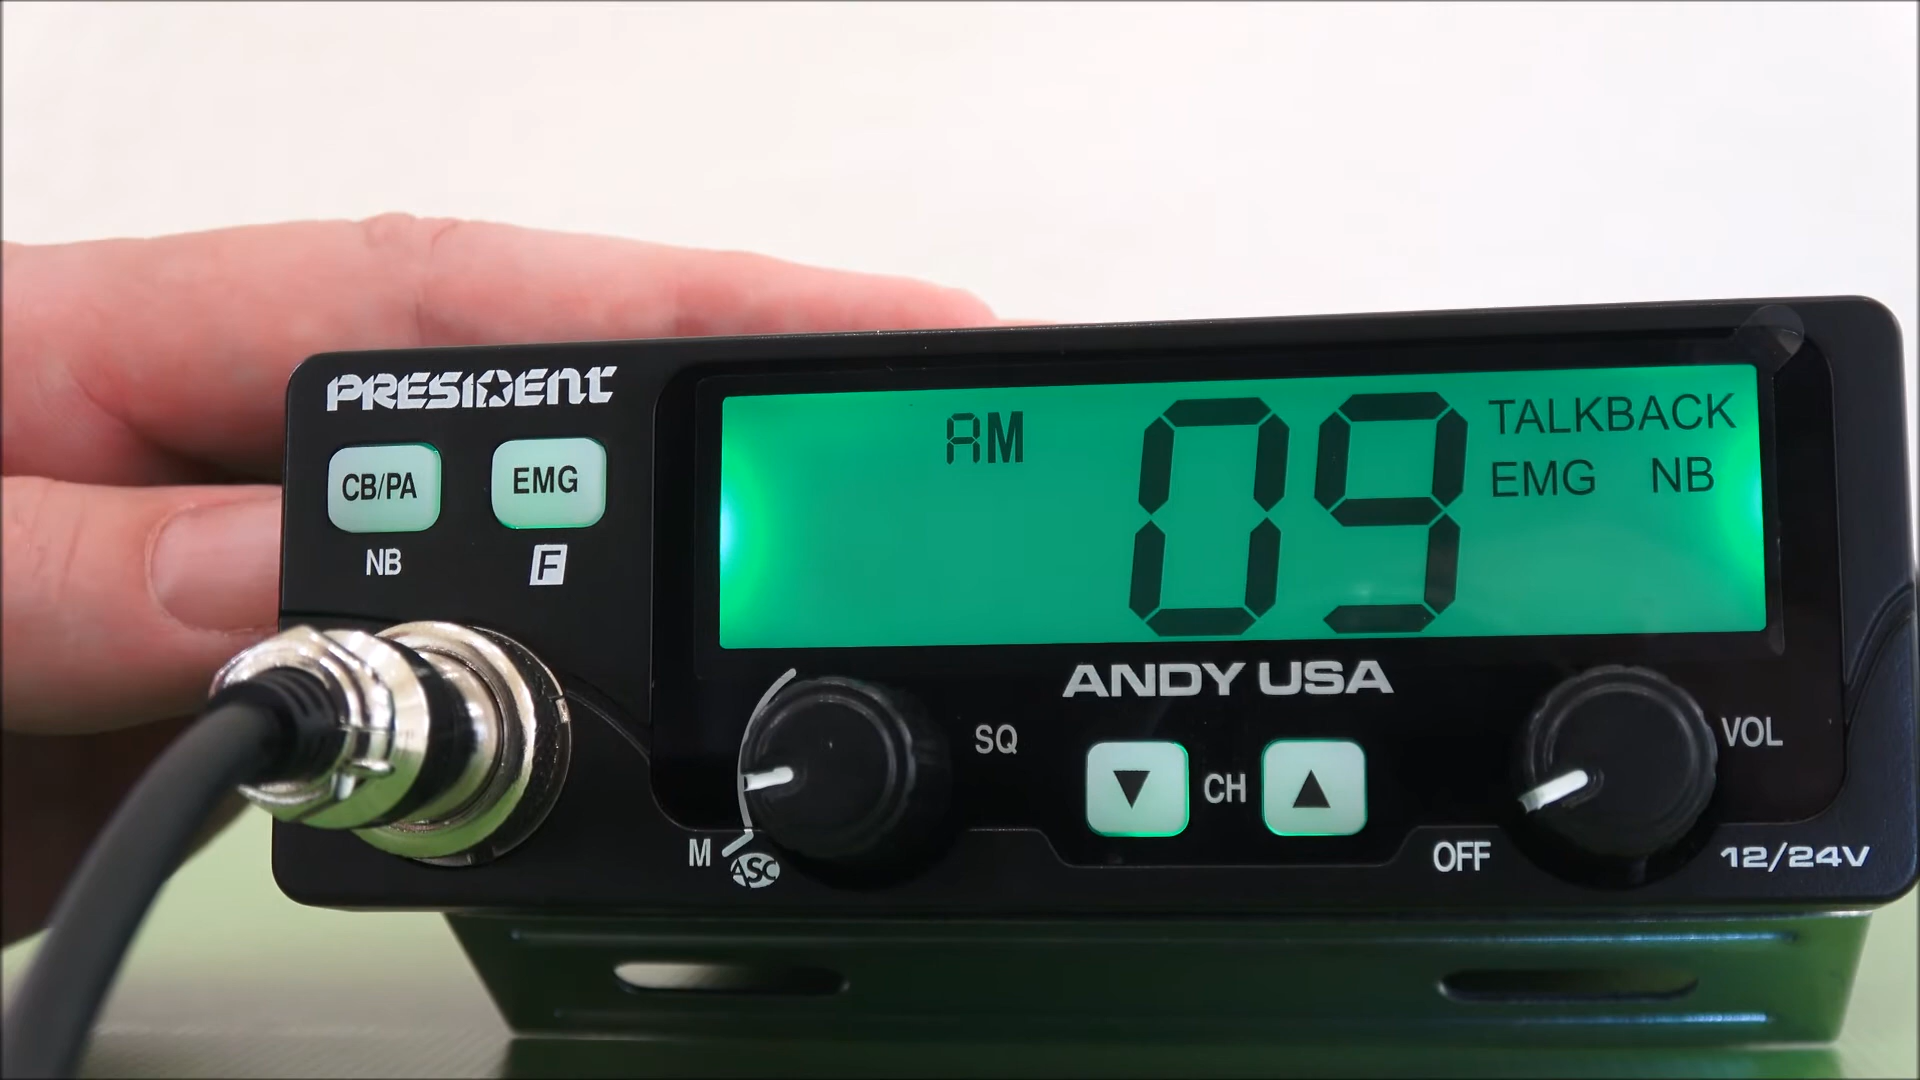 PRESIDENT
CB/PA EMG
NB F
AM 09 TALKBACK
EMG NB
ANDY USA
SQ ▼ CH ▲ VOL
M ASC OFF 12/24V